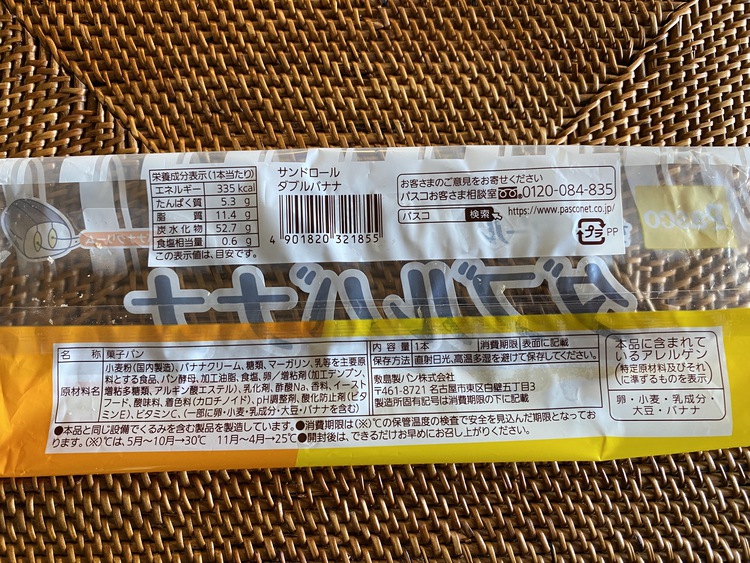 栄養成分表示(1本当たり)
エネルギー 335 kcal
たんぱく質 5.3 g
脂質 11.4 g
炭水化物 52.7 g
食塩相当量 0.6 g
この表示値は、目安です。
サンドロール
ダブルバナナ
4 901820 321855
お客さまのご意見をお寄せください
パスコお客さま相談室 0120-084-835
パスコ 検索 https://www.pasconet.co.jp/
プラ PP
Pasco
ダブルバナナ
名称 菓子パン
原材料名 小麦粉(国内製造)、バナナクリーム、糖類、マーガリン、乳等を主要原
料とする食品、パン酵母、加工油脂、食塩、卵/増粘剤(加工デンプン、
増粘多糖類、アルギン酸エステル)、乳化剤、酢酸Na、香料、イースト
フード、酸味料、着色料(カロチノイド)、pH調整剤、酸化防止剤(ビタ
ミンE)、ビタミンC、(一部に卵・小麦・乳成分・大豆・バナナを含む)
内容量 1本 消費期限 表面に記載
保存方法 直射日光、高温多湿を避けて保存してください。
敷島製パン株式会社
〒461-8721 名古屋市東区白壁五丁目3
製造所固有記号は消費期限の下に記載
本品に含まれて
いるアレルゲン
(特定原材料及びそれ
に準ずるものを表示)
卵・小麦・乳成分・
大豆・バナナ
●本品と同じ設備でくるみを含む製品を製造しています。●消費期限は(※)℃の保管温度の検査で安全を見込んだ期限となってお
ります。(※)℃は、5月〜10月→30℃ 11月〜4月→25℃●開封後は、できるだけお早めにお召し上がりください。